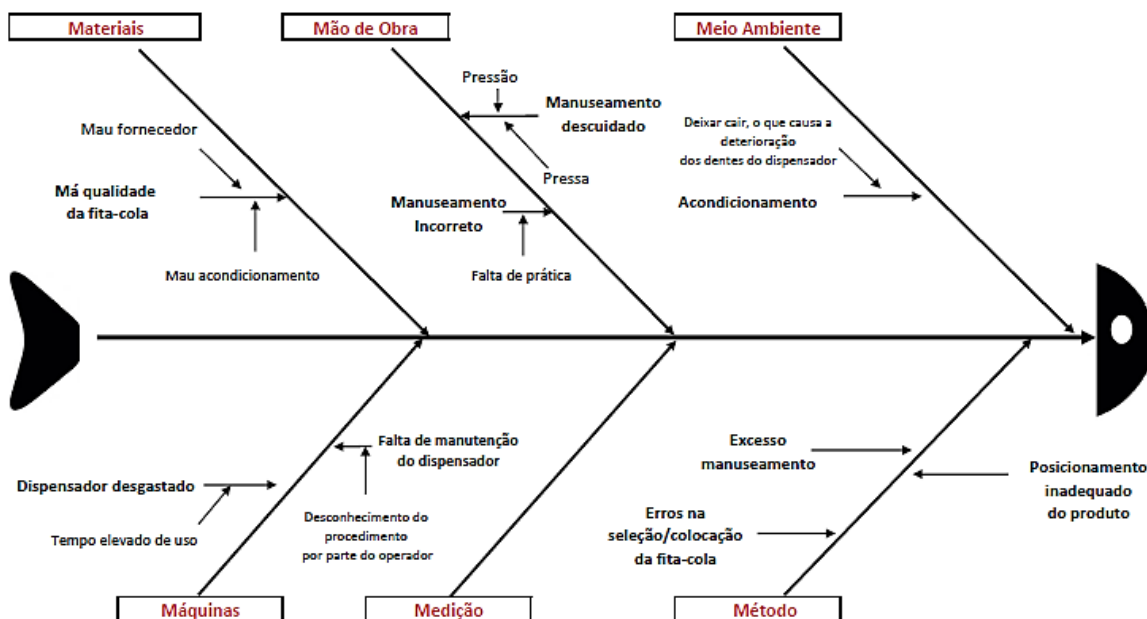 Materiais
Mão de Obra
Meio Ambiente
Mau fornecedor
Má qualidade
da fita-cola
Mau acondicionamento
Pressão
Manuseamento
descuidado
Pressa
Manuseamento
Incorreto
Falta de prática
Deixar cair, o que causa a
deterioração
dos dentes do dispensador
Acondicionamento
Falta de manutenção
do dispensador
Dispensador desgastado
Tempo elevado de uso
Desconhecimento do
procedimento
por parte do operador
Excesso
manuseamento
Posicionamento
inadequado
do produto
Erros na
seleção/colocação
da fita-cola
Máquinas
Medição
Método